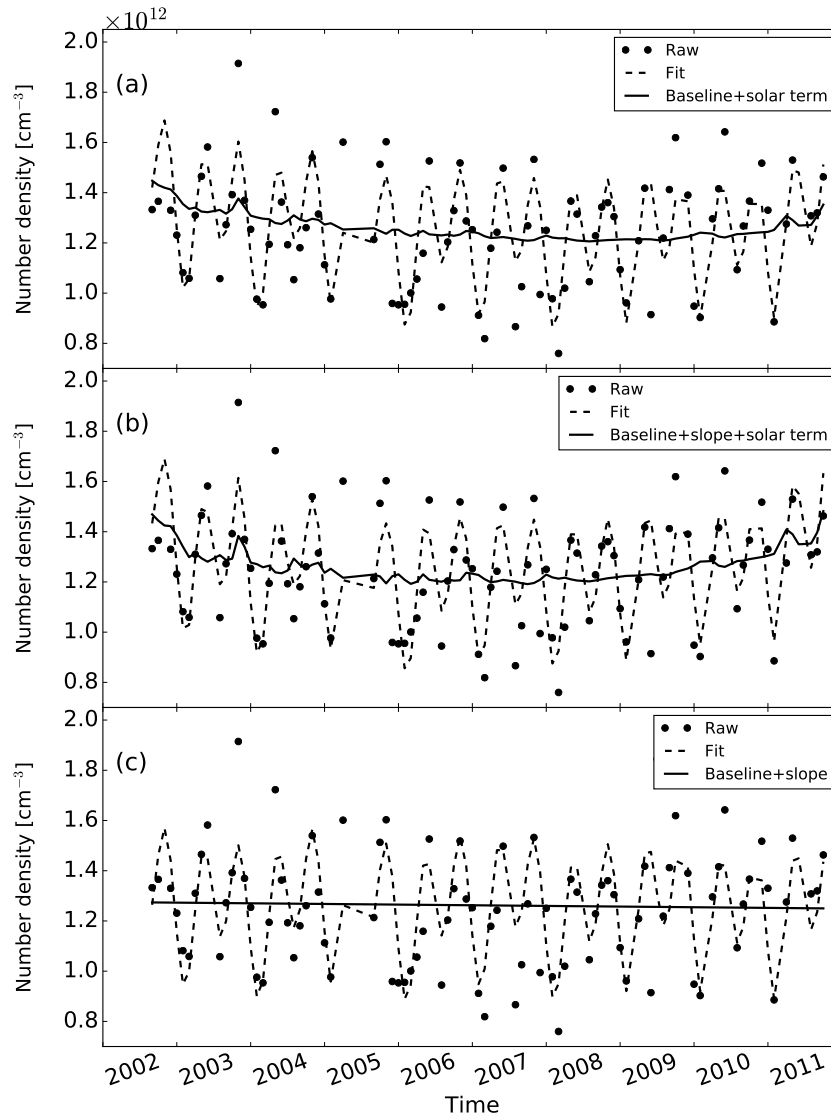 ×10¹²
2.0
1.8
1.6
1.4
1.2
1.0
0.8
Number density [cm⁻³]
(a)
Raw
Fit
Baseline+solar term
2.0
1.8
1.6
1.4
1.2
1.0
0.8
Number density [cm⁻³]
(b)
Raw
Fit
Baseline+slope+solar term
2.0
1.8
1.6
1.4
1.2
1.0
0.8
Number density [cm⁻³]
(c)
Raw
Fit
Baseline+slope
2002 2003 2004 2005 2006 2007 2008 2009 2010 2011
Time